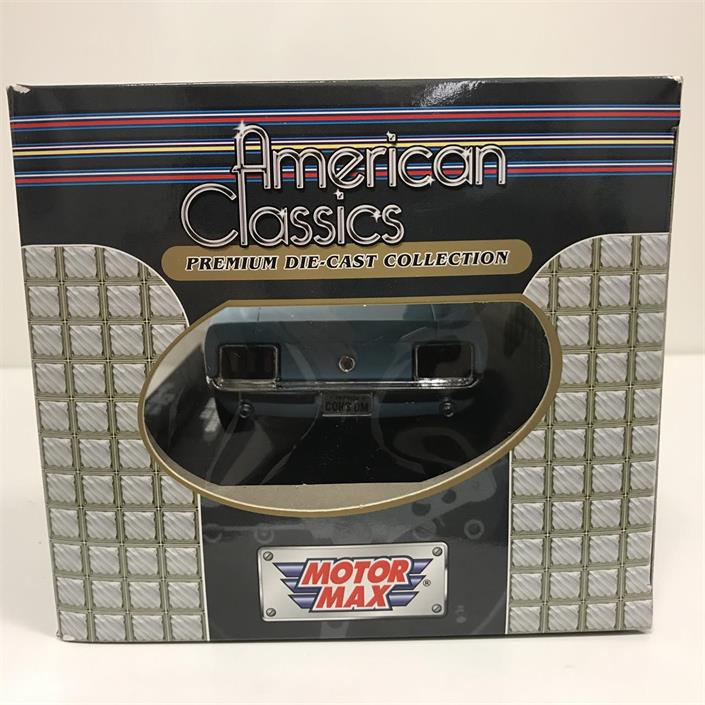 American
Classics
PREMIUM DIE-CAST COLLECTION
MOTOR
MAX®